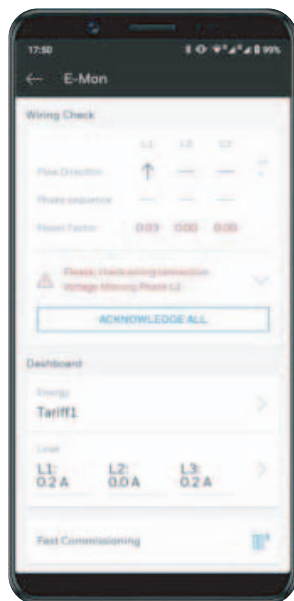 17:50 99%
E-Mon
Wiring Check
L1 L2 L3
Flow Direction
Phase sequence
Power Factor 0.03 0.00 0.00
Please, check wiring connection
Voltage Missing Phase L2
ACKNOWLEDGE ALL
Dashboard
Energy
Tariff1
Load
L1: L2: L3:
0.2 A 0.0 A 0.2 A
Fast Commissioning